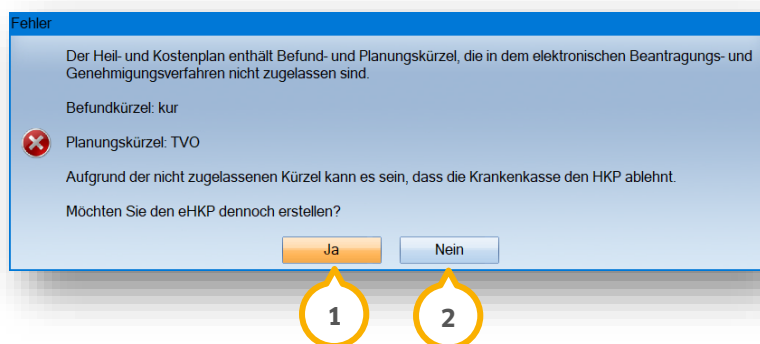 Fehler
Der Heil- und Kostenplan enthält Befund- und Planungskürzel, die in dem elektronischen Beantragungs- und
Genehmigungsverfahren nicht zugelassen sind.
Befundkürzel: kur
Planungskürzel: TVO
Aufgrund der nicht zugelassenen Kürzel kann es sein, dass die Krankenkasse den HKP ablehnt.
Möchten Sie den eHKP dennoch erstellen?
Ja Nein
1 2